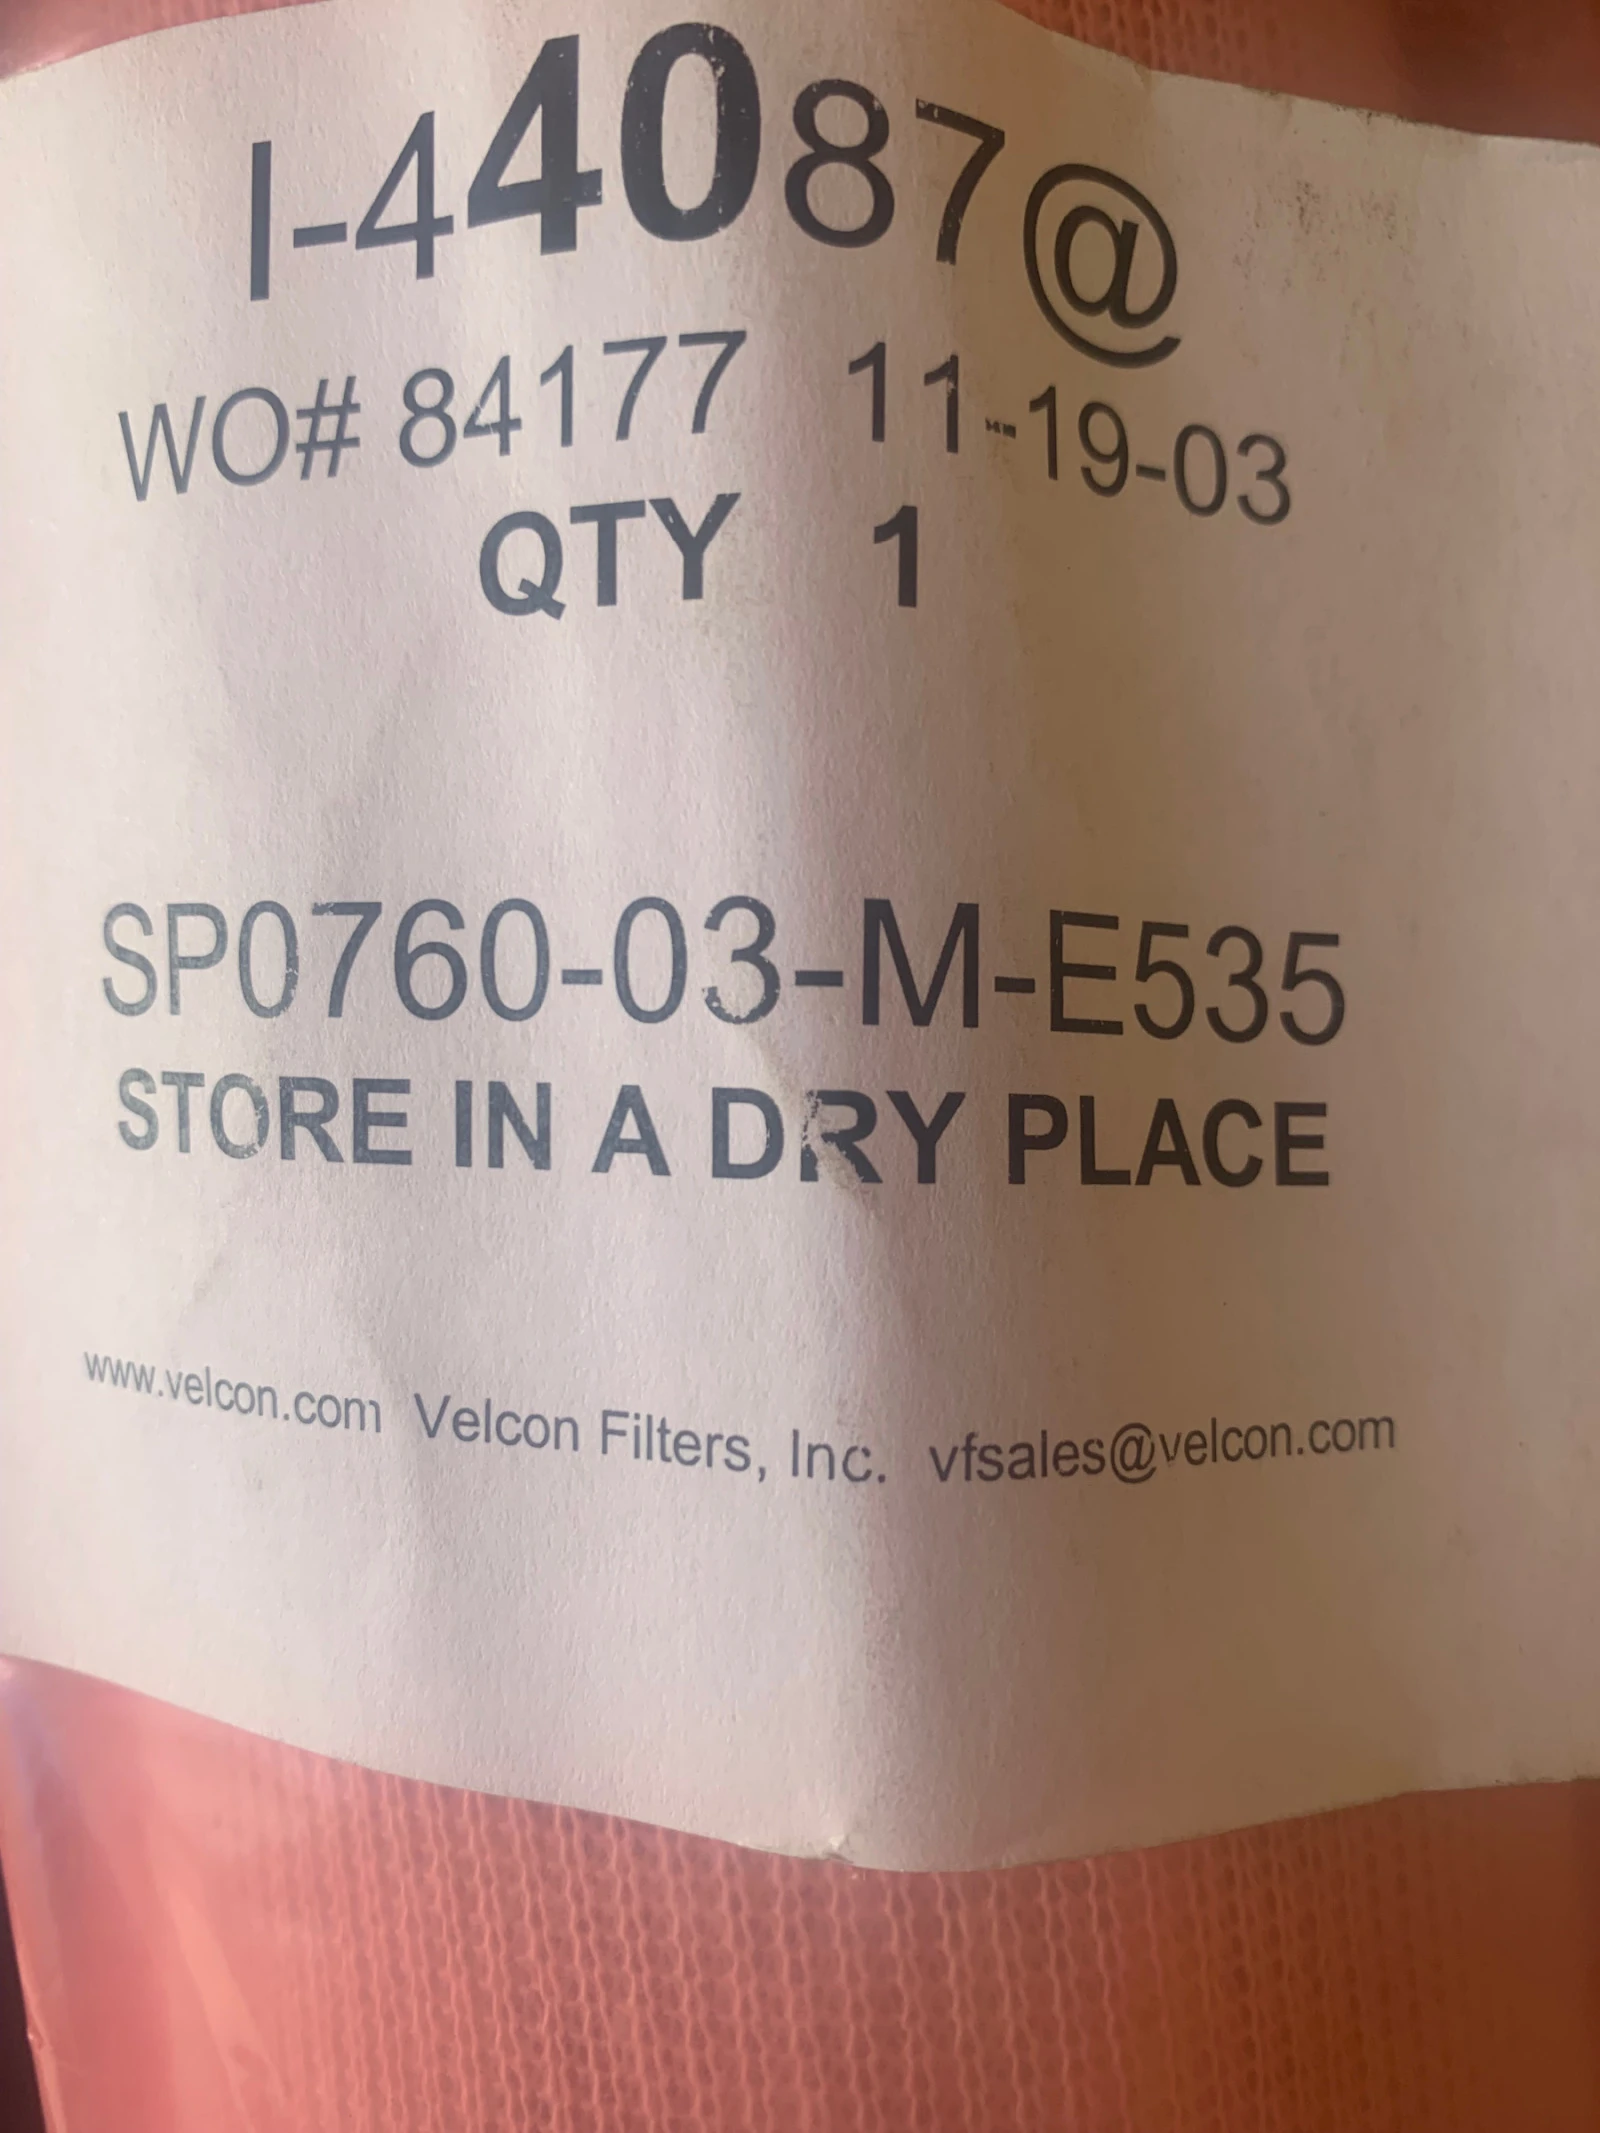 I-44087@
WO# 84177 11-19-03
QTY 1
SP0760-03-M-E535
STORE IN A DRY PLACE
www.velcon.com Velcon Filters, Inc. vfsales@velcon.com